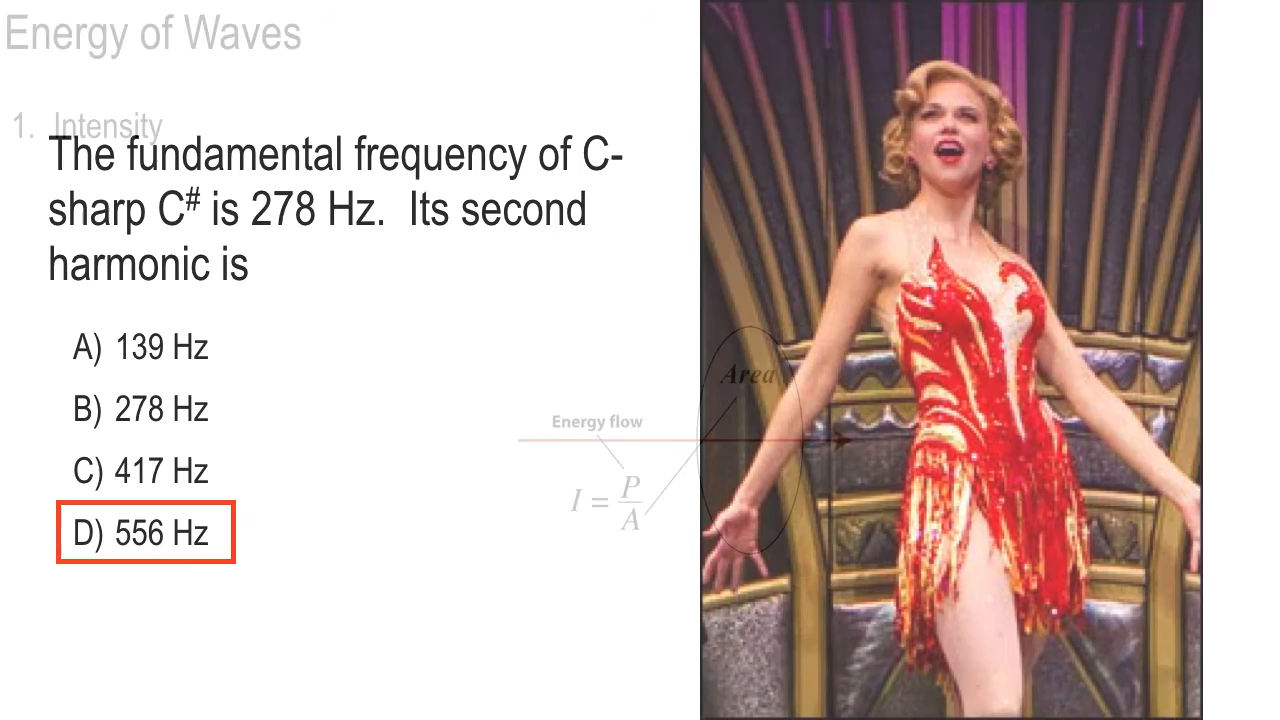 Energy of Waves
1. Intensity
The fundamental frequency of C-
sharp C# is 278 Hz. Its second
harmonic is
A) 139 Hz
B) 278 Hz
C) 417 Hz
D) 556 Hz
Area
Energy flow
I = P/A